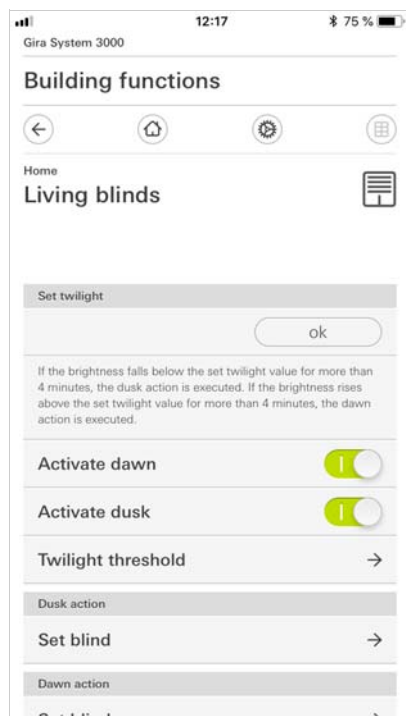 12:17
75 %
Gira System 3000
Building functions
Home
Living blinds
Set twilight
ok
If the brightness falls below the set twilight value for more than
4 minutes, the dusk action is executed. If the brightness rises
above the set twilight value for more than 4 minutes, the dawn
action is executed.
Activate dawn
Activate dusk
Twilight threshold
Dusk action
Set blind
Dawn action